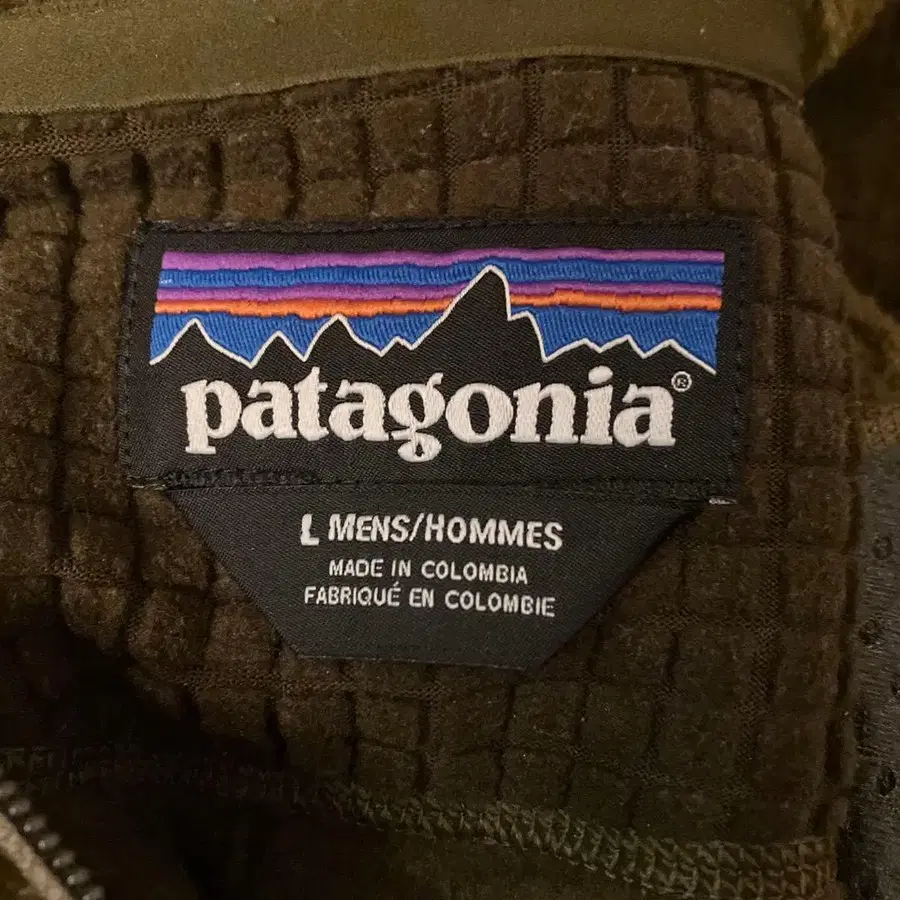 patagonia®
L MENS/HOMMES
MADE IN COLOMBIA
FABRIQUÉ EN COLOMBIE